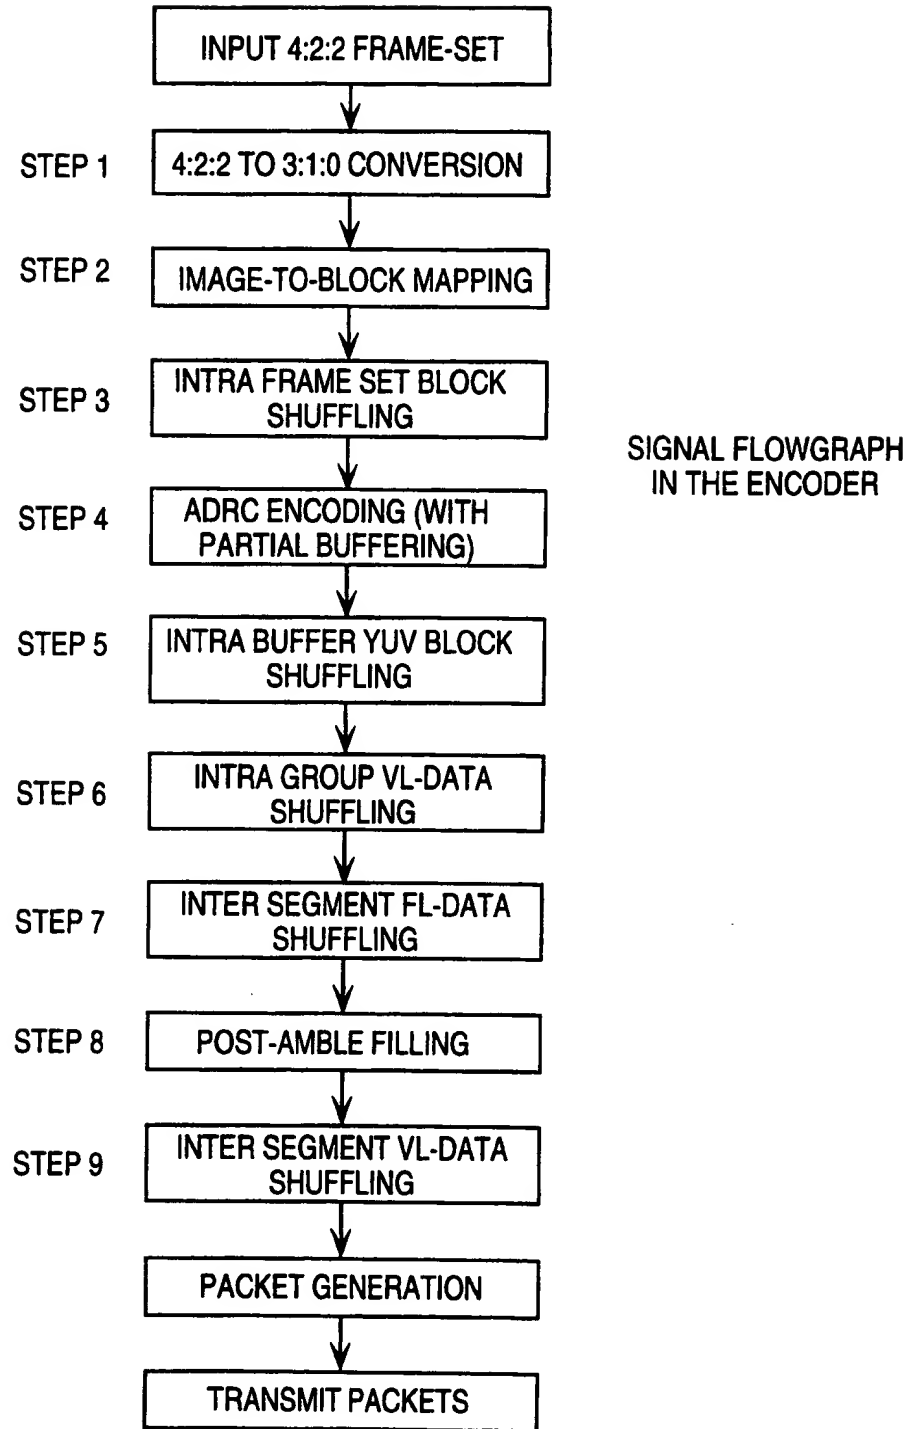 INPUT 4:2:2 FRAME-SET
STEP 1
4:2:2 TO 3:1:0 CONVERSION
STEP 2
IMAGE-TO-BLOCK MAPPING
STEP 3
INTRA FRAME SET BLOCK
SHUFFLING
SIGNAL FLOWGRAPH
IN THE ENCODER
STEP 4
ADRC ENCODING (WITH
PARTIAL BUFFERING)
STEP 5
INTRA BUFFER YUV BLOCK
SHUFFLING
STEP 6
INTRA GROUP VL-DATA
SHUFFLING
STEP 7
INTER SEGMENT FL-DATA
SHUFFLING
STEP 8
POST-AMBLE FILLING
STEP 9
INTER SEGMENT VL-DATA
SHUFFLING
PACKET GENERATION
TRANSMIT PACKETS